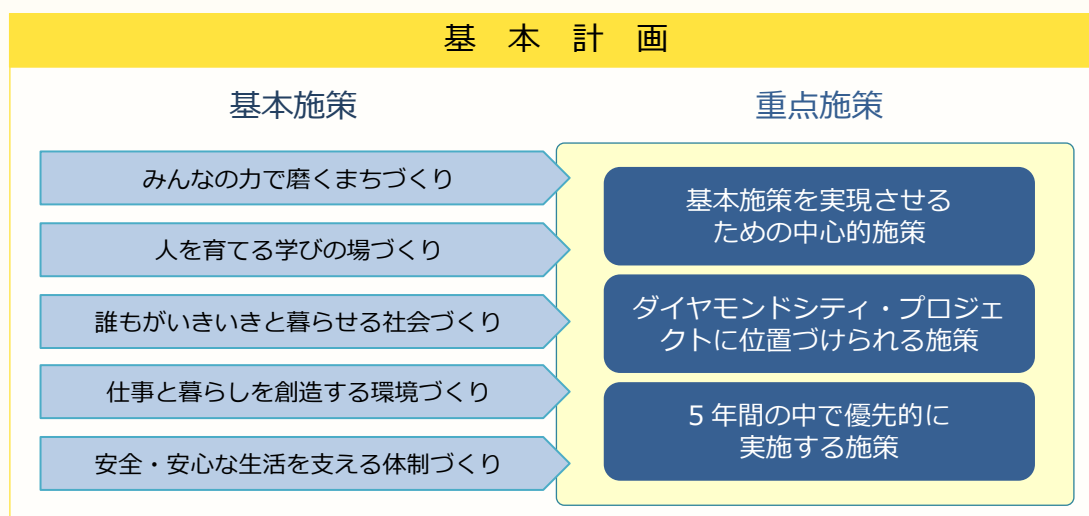 基本計画
基本施策
重点施策
みんなの力で磨くまちづくり
人を育てる学びの場づくり
誰もがいきいきと暮らせる社会づくり
仕事と暮らしを創造する環境づくり
安全・安心な生活を支える体制づくり
基本施策を実現させる
ための中心的施策
ダイヤモンドシティ・プロジェ
クトに位置づけられる施策
5年間の中で優先的に
実施する施策